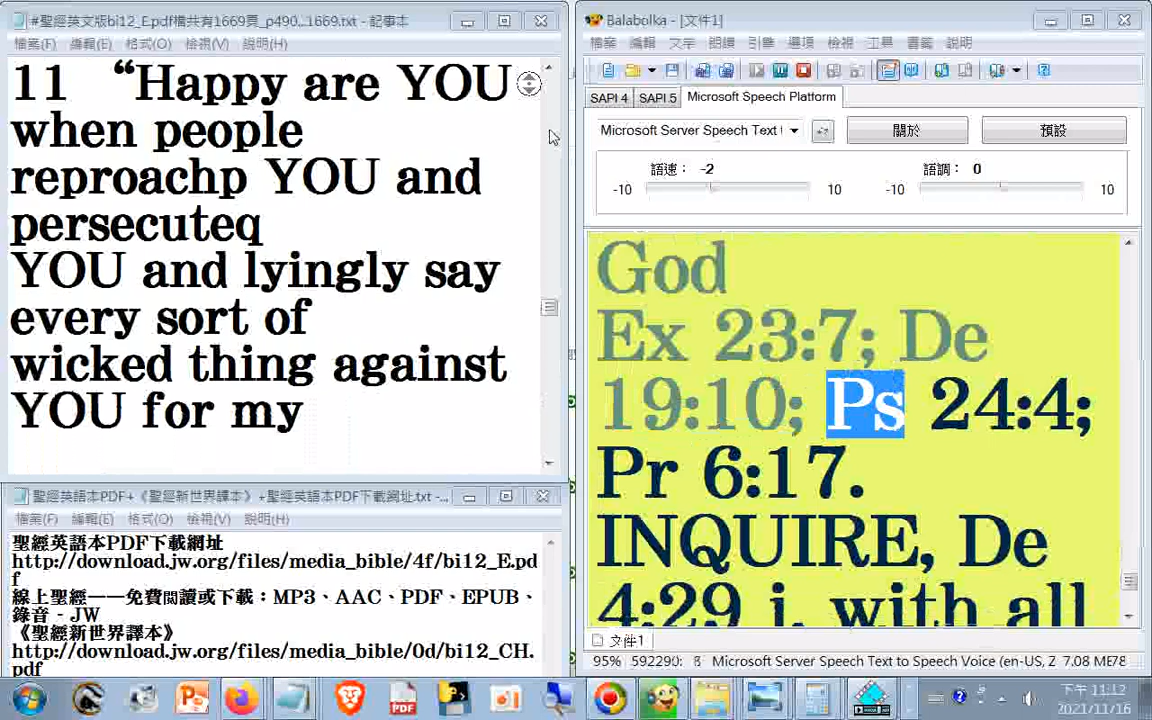 #聖經英文版bi12_E.pdf檔共有1669頁_p490...1669.txt - 記事本
檔案(F) 編輯(E) 格式(O) 檢視(V) 說明(H)
11 “Happy are YOU
when people
reproachp YOU and
persecuteq
YOU and lyingly say
every sort of
wicked thing against
YOU for my
聖經英語本PDF+《聖經新世界譯本》+聖經英語本PDF下載網址.txt - ...
檔案(F) 編輯(E) 格式(O) 檢視(V) 說明(H)
聖經英語本PDF下載網址
http://download.jw.org/files/media_bible/4f/bi12_E.pd
f
線上聖經——免費閱讀或下載：MP3、AAC、PDF、EPUB、
錄音 - JW
《聖經新世界譯本》
http://download.jw.org/files/media_bible/0d/bi12_CH.
pdf
Balabolka - [文件1]
檔案 編輯 文字 朗讀 引擎 選項 檢視 工具 書籤 說明
SAPI 4 SAPI 5 Microsoft Speech Platform
Microsoft Server Speech Text 關於 預設
語速： -2 語調： 0
-10 10 -10 10
God
Ex 23:7; De
19:10; Ps 24:4;
Pr 6:17.
INQUIRE, De
4:29 i. with all
文件1
95% 592290: Microsoft Server Speech Text to Speech Voice (en-US, Z 7.08 ME78
下午 11:12
2021/11/16